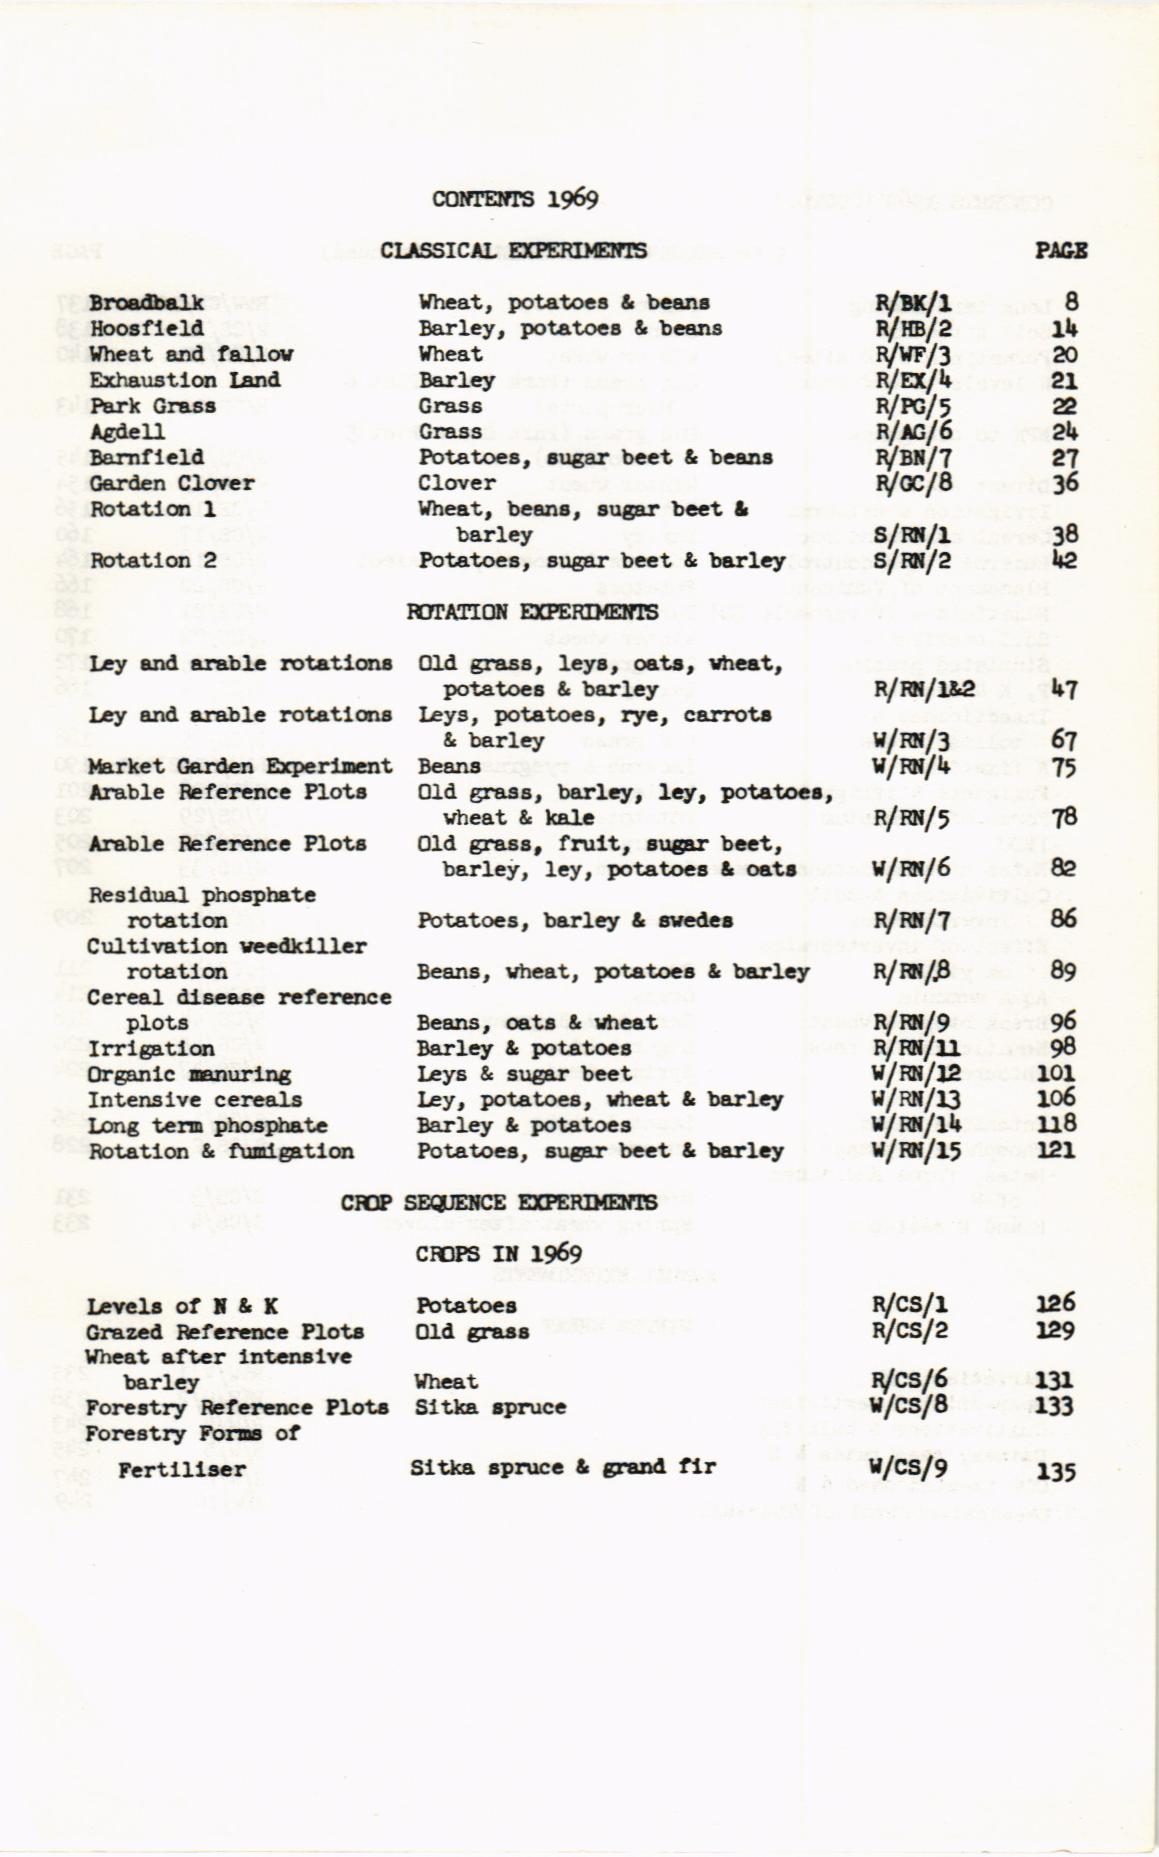 CONTENTS 1969
CLASSICAL EXPERIMENTS PAGE
Broadbalk Wheat, potatoes & beans R/BK/1 8
Hoosfield Barley, potatoes & beans R/HB/2 14
Wheat and fallow Wheat R/WF/3 20
Exhaustion Land Barley R/EX/4 21
Park Grass Grass R/PG/5 22
Agdell Grass R/AG/6 24
Barnfield Potatoes, sugar beet & beans R/BN/7 27
Garden Clover Clover R/GC/8 36
Rotation 1 Wheat, beans, sugar beet &
barley S/RN/1 38
Rotation 2 Potatoes, sugar beet & barley S/RN/2 42
ROTATION EXPERIMENTS
Ley and arable rotations Old grass, leys, oats, wheat,
potatoes & barley R/RN/1&2 47
Ley and arable rotations Leys, potatoes, rye, carrots
& barley W/RN/3 67
Market Garden Experiment Beans W/RN/4 75
Arable Reference Plots Old grass, barley, ley, potatoes,
wheat & kale R/RN/5 78
Arable Reference Plots Old grass, fruit, sugar beet,
barley, ley, potatoes & oats W/RN/6 82
Residual phosphate
rotation Potatoes, barley & swedes R/RN/7 86
Cultivation weedkiller
rotation Beans, wheat, potatoes & barley R/RN/8 89
Cereal disease reference
plots Beans, oats & wheat R/RN/9 96
Irrigation Barley & potatoes R/RN/11 98
Organic manuring Leys & sugar beet W/RN/12 101
Intensive cereals Ley, potatoes, wheat & barley W/RN/13 106
Long term phosphate Barley & potatoes W/RN/14 118
Rotation & fumigation Potatoes, sugar beet & barley W/RN/15 121
CROP SEQUENCE EXPERIMENTS
CROPS IN 1969
Levels of N & K Potatoes R/CS/1 126
Grazed Reference Plots Old grass R/CS/2 129
Wheat after intensive
barley Wheat R/CS/6 131
Forestry Reference Plots Sitka spruce W/CS/8 133
Forestry Forms of
Fertiliser Sitka spruce & grand fir W/CS/9 135